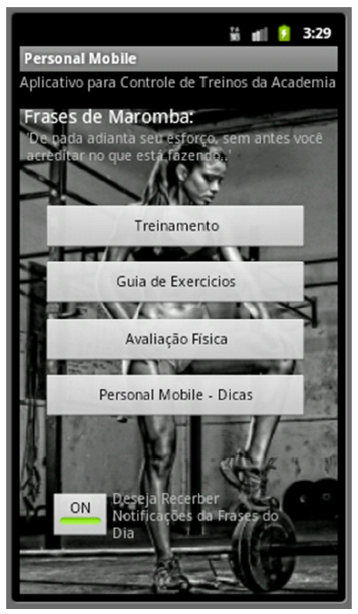 3:29
Personal Mobile
Aplicativo para Controle de Treinos da Academia
Frases de Maromba:
'De nada adianta seu esforço, sem antes você
acreditar no que está fazendo..'
Treinamento
Guia de Exercicios
Avaliação Física
Personal Mobile - Dicas
ON
Deseja Recerber
Notificações da Frases do
Dia